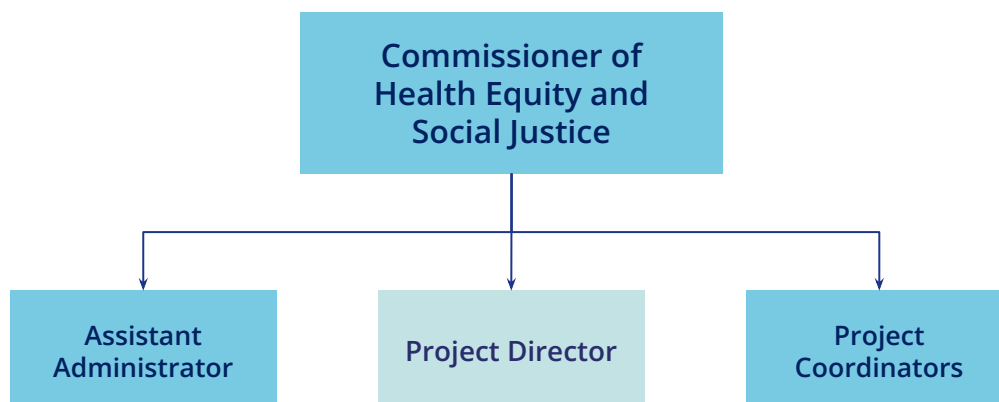 Commissioner of
Health Equity and
Social Justice
Assistant
Administrator
Project Director
Project
Coordinators